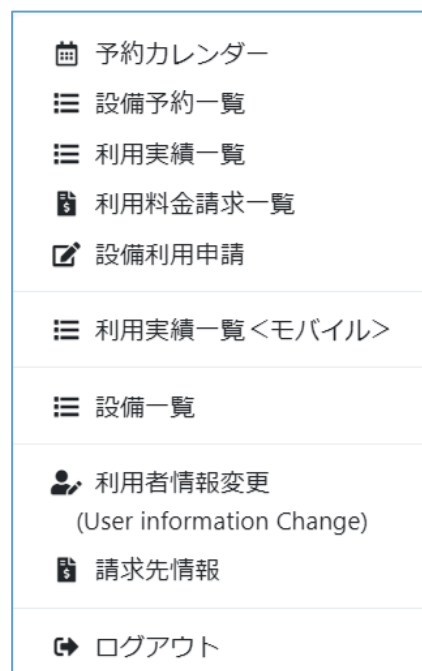 予約カレンダー
設備予約一覧
利用実績一覧
利用料金請求一覧
設備利用申請
利用実績一覧＜モバイル＞
設備一覧
利用者情報変更
(User information Change)
請求先情報
ログアウト